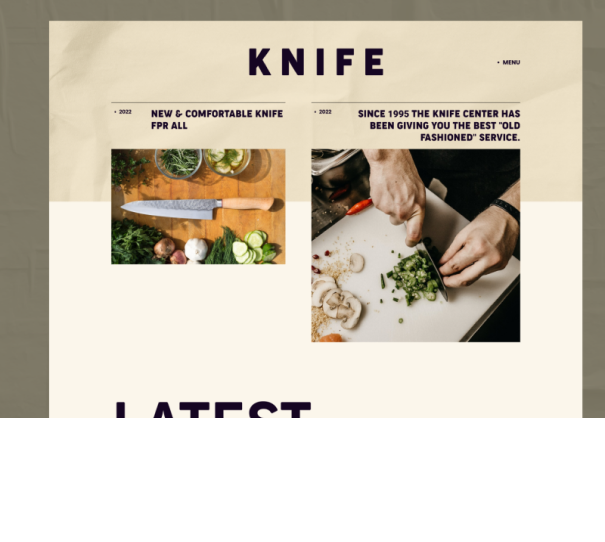 KNIFE
• MENU
• 2022
NEW & COMFORTABLE KNIFE
FPR ALL
• 2022
SINCE 1995 THE KNIFE CENTER HAS
BEEN GIVING YOU THE BEST "OLD
FASHIONED" SERVICE.
LATEST